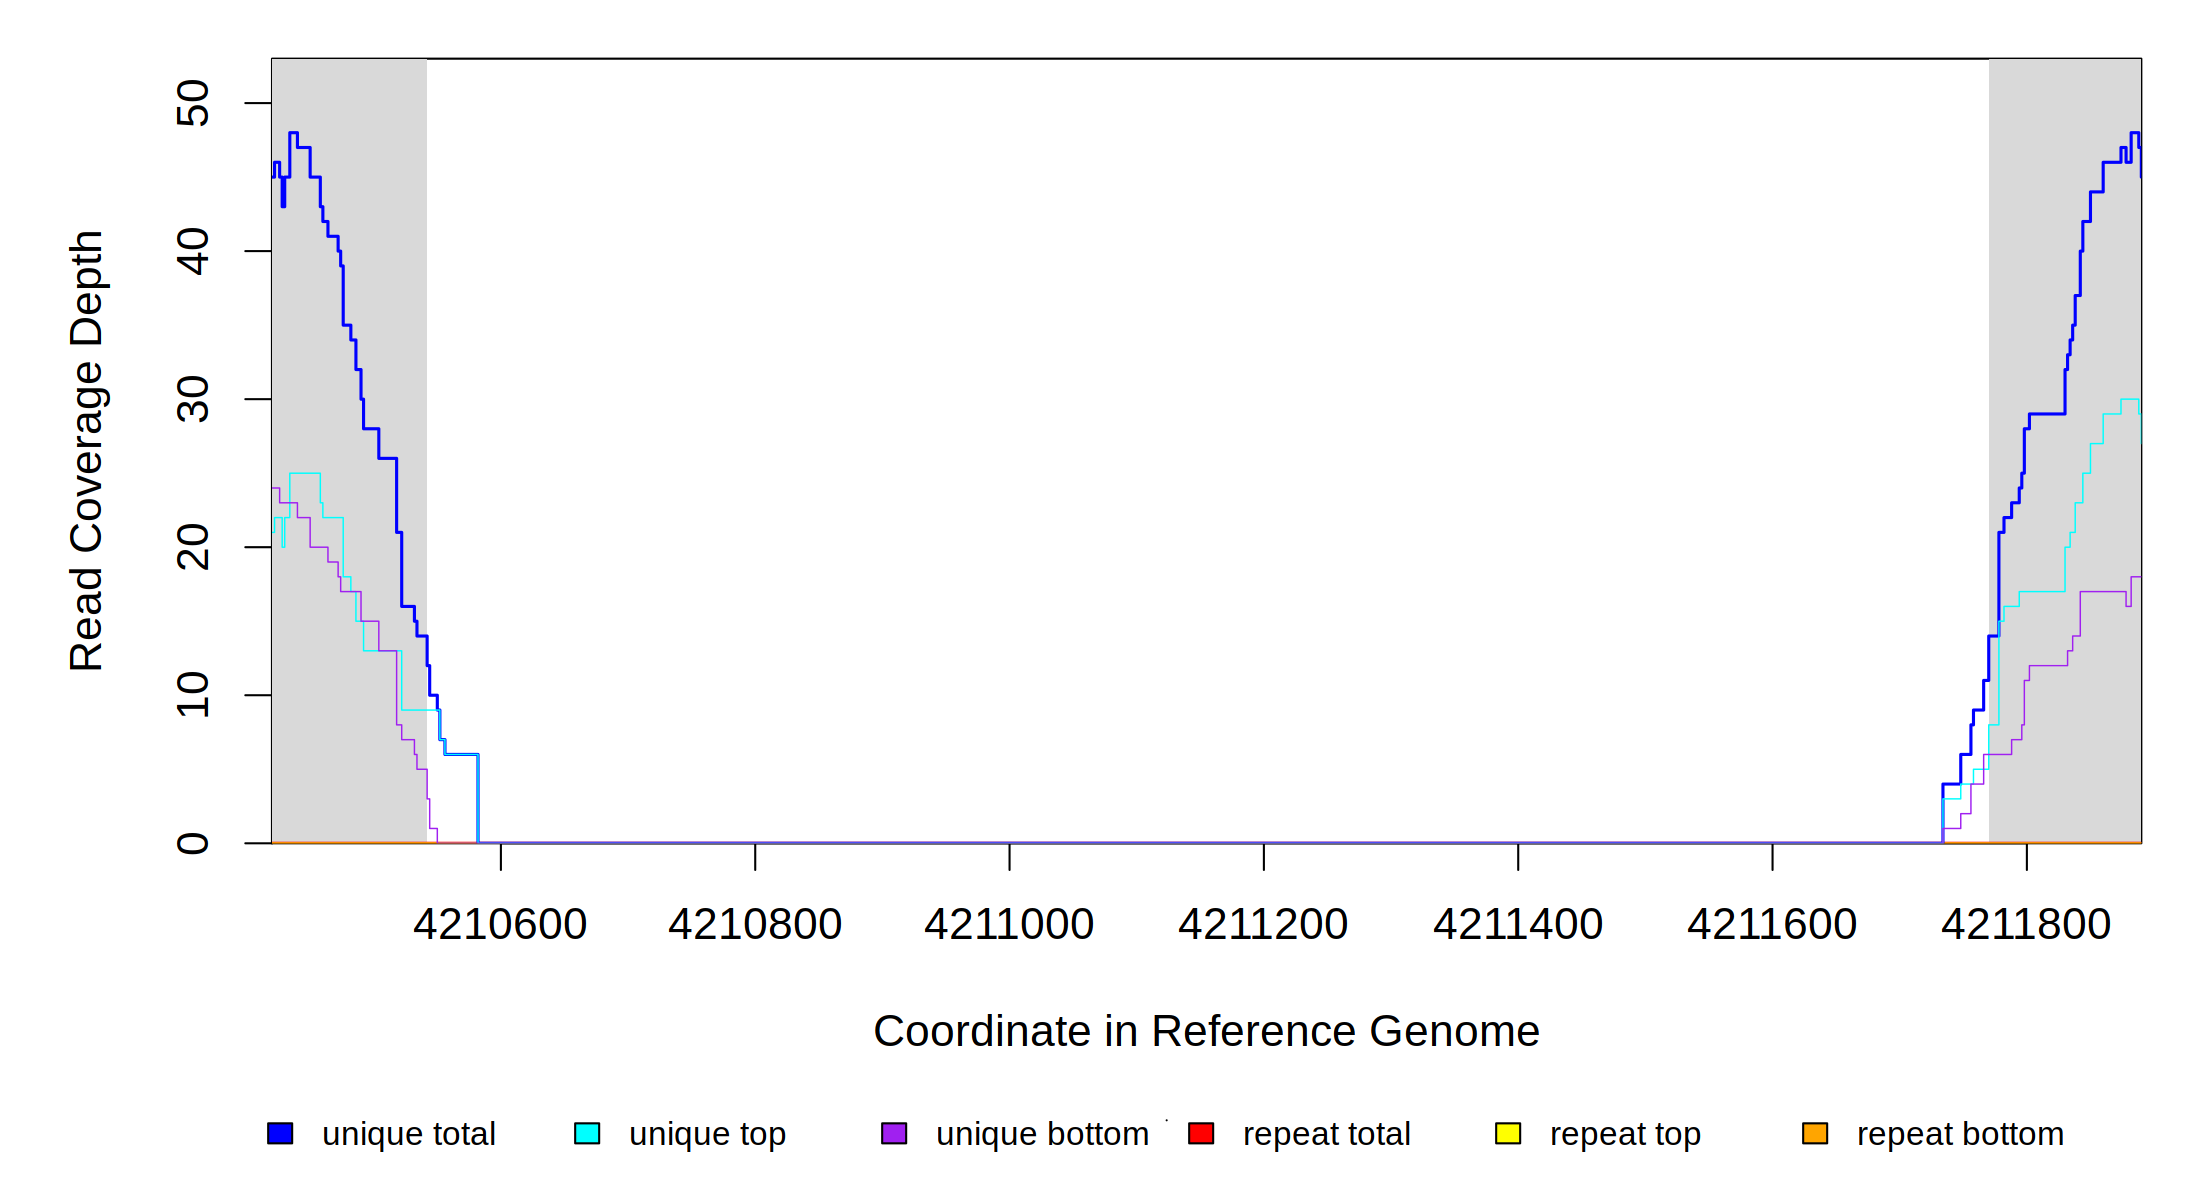 50
40
30
20
10
0
Read Coverage Depth
4210600 4210800 4211000 4211200 4211400 4211600 4211800
Coordinate in Reference Genome
unique total unique top unique bottom repeat total repeat top repeat bottom